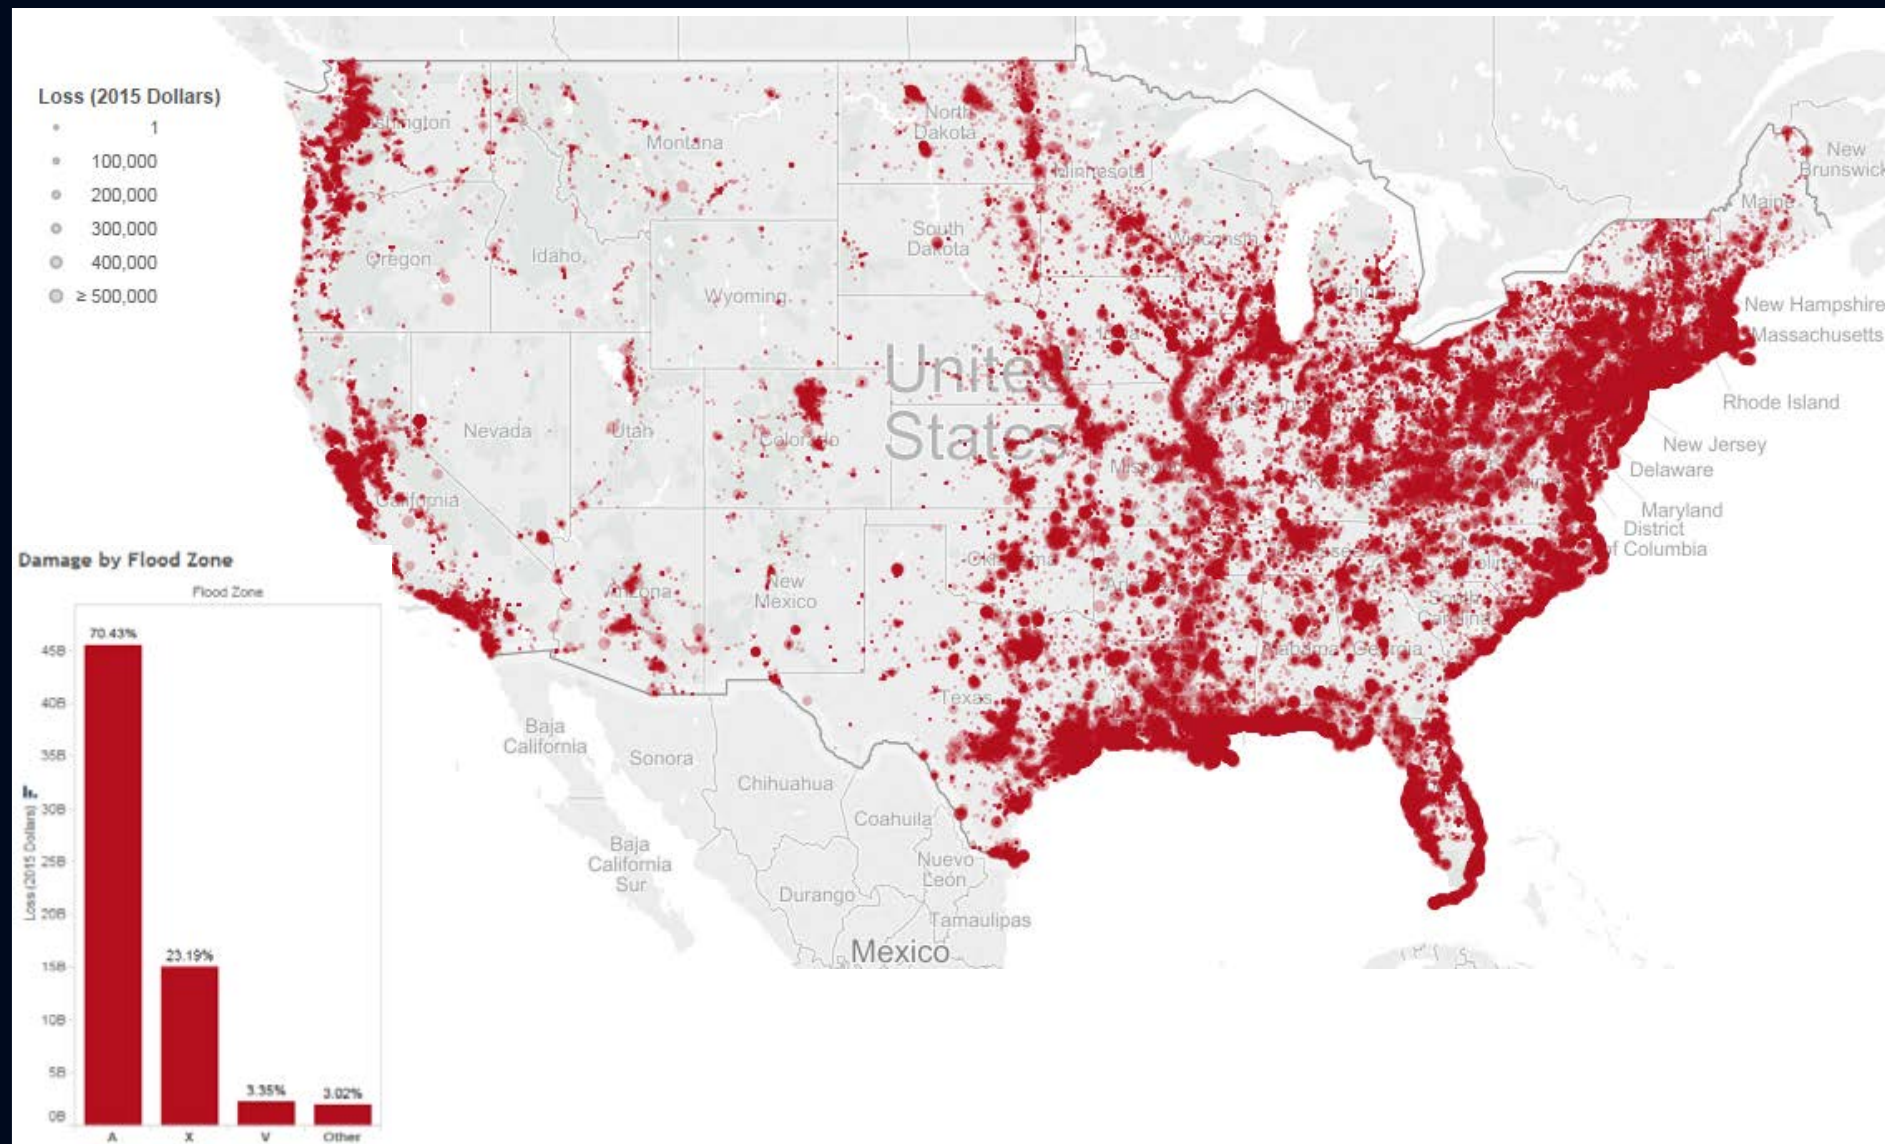 Loss (2015 Dollars)
1
100,000
200,000
300,000
400,000
≥ 500,000
Damage by Flood Zone
Flood Zone
70.43%
23.19%
3.35%
3.02%
45B
40B
35B
30B
25B
20B
15B
10B
5B
0B
Loss (2015 Dollars)
A
X
V
Other
Montana
North
Dakota
Minnesota
South
Dakota
Wisconsin
Oregon
Idaho
Wyoming
Nevada
Utah
Colorado
California
United
States
Arizona
New
Mexico
Texas
Alabama
Georgia
South
Carolina
Maine
New
Brunswick
New Hampshire
Massachusetts
Rhode Island
New Jersey
Delaware
Maryland
District
of Columbia
Baja
California
Sonora
Chihuahua
Coahuila
Baja
California
Sur
Nuevo
León
Durango
Tamaulipas
Mexico